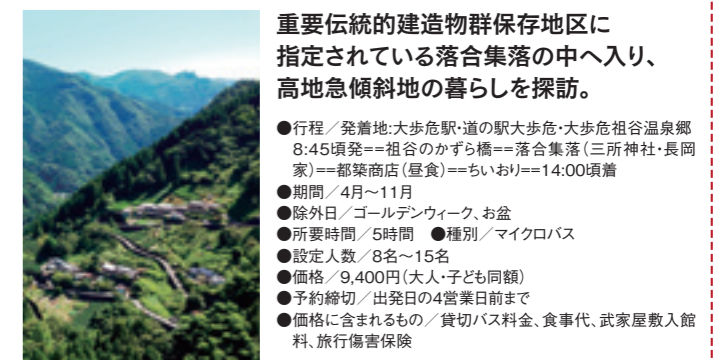 重要伝統的建造物群保存地区に
指定されている落合集落の中へ入り、
高地急傾斜地の暮らしを探訪。
●行程／発着地:大歩危駅・道の駅大歩危・大歩危祖谷温泉郷
8:45頃発==祖谷のかずら橋==落合集落（三所神社・長岡
家）==都築商店（昼食）==ちいおり==14:00頃着
●期間／4月〜11月
●除外日／ゴールデンウィーク、お盆
●所要時間／5時間　●種別／マイクロバス
●設定人数／8名〜15名
●価格／9,400円（大人・子ども同額）
●予約締切／出発日の4営業日前まで
●価格に含まれるもの／貸切バス料金、食事代、武家屋敷入館
料、旅行傷害保険